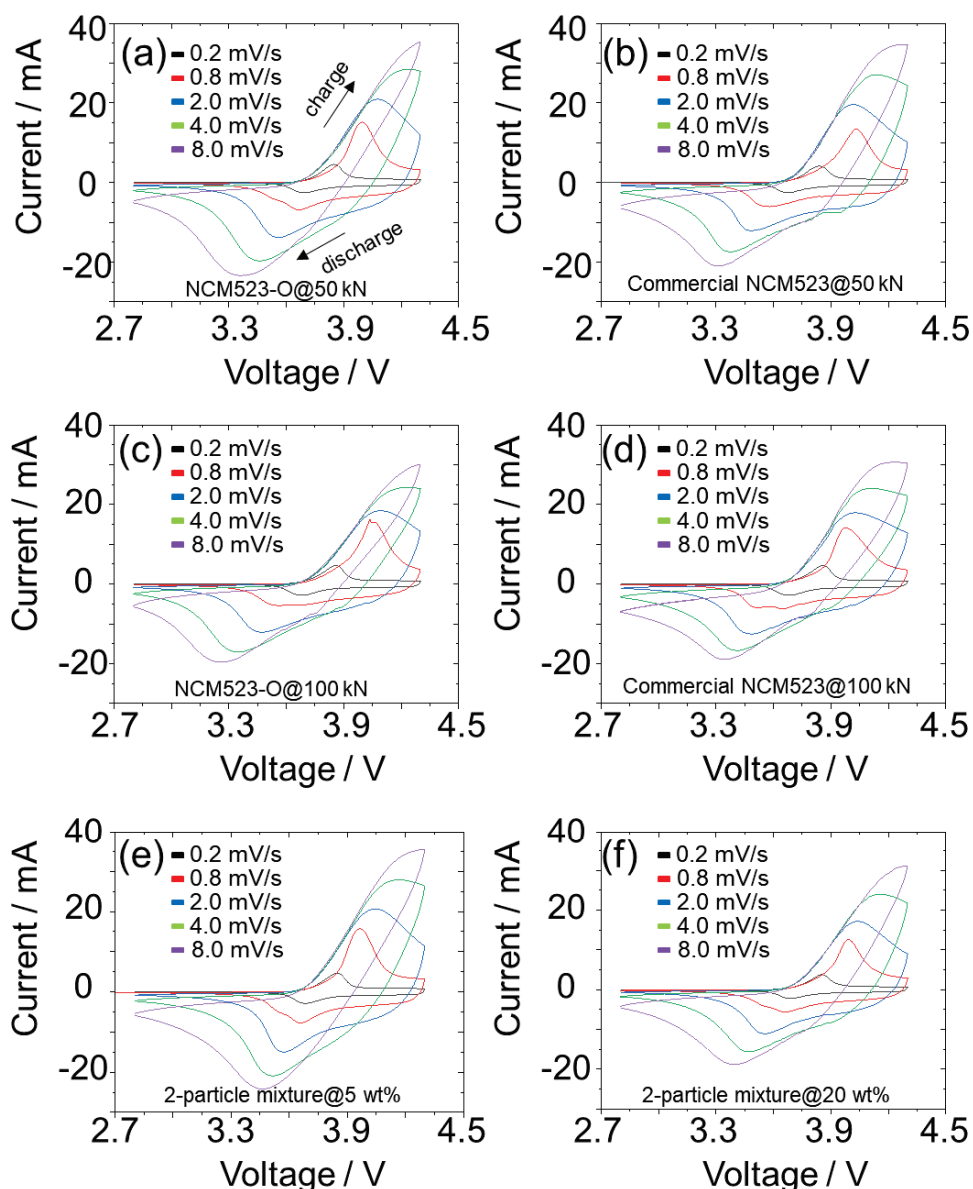 (a)
0.2 mV/s
0.8 mV/s
2.0 mV/s
4.0 mV/s
8.0 mV/s
charge
discharge
NCM523-O@50 kN
40
20
0
-20
Current / mA
2.7 3.3 3.9 4.5
Voltage / V
(b)
0.2 mV/s
0.8 mV/s
2.0 mV/s
4.0 mV/s
8.0 mV/s
Commercial NCM523@50 kN
40
20
0
-20
Current / mA
2.7 3.3 3.9 4.5
Voltage / V
(c)
0.2 mV/s
0.8 mV/s
2.0 mV/s
4.0 mV/s
8.0 mV/s
NCM523-O@100 kN
40
20
0
-20
Current / mA
2.7 3.3 3.9 4.5
Voltage / V
(d)
0.2 mV/s
0.8 mV/s
2.0 mV/s
4.0 mV/s
8.0 mV/s
Commercial NCM523@100 kN
40
20
0
-20
Current / mA
2.7 3.3 3.9 4.5
Voltage / V
(e)
0.2 mV/s
0.8 mV/s
2.0 mV/s
4.0 mV/s
8.0 mV/s
2-particle mixture@5 wt%
40
20
0
-20
Current / mA
2.7 3.3 3.9 4.5
Voltage / V
(f)
0.2 mV/s
0.8 mV/s
2.0 mV/s
4.0 mV/s
8.0 mV/s
2-particle mixture@20 wt%
40
20
0
-20
Current / mA
2.7 3.3 3.9 4.5
Voltage / V